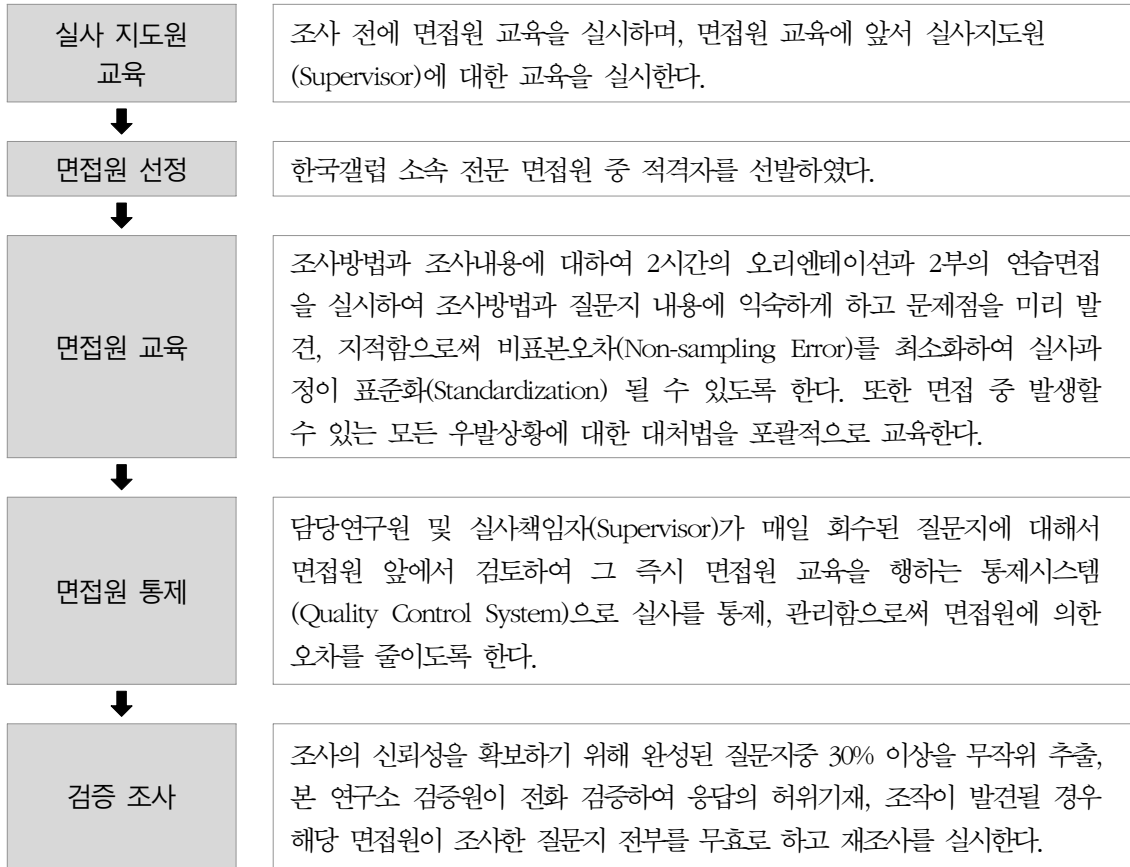 실사 지도원
교육
조사 전에 면접원 교육을 실시하며, 면접원 교육에 앞서 실사지도원
(Supervisor)에 대한 교육을 실시한다.
면접원 선정
한국갤럽 소속 전문 면접원 중 적격자를 선발하였다.
면접원 교육
조사방법과 조사내용에 대하여 2시간의 오리엔테이션과 2부의 연습면접
을 실시하여 조사방법과 질문지 내용에 익숙하게 하고 문제점을 미리 발
견, 지적함으로써 비표본오차(Non-sampling Error)를 최소화하여 실사과
정이 표준화(Standardization) 될 수 있도록 한다. 또한 면접 중 발생할
수 있는 모든 우발상황에 대한 대처법을 포괄적으로 교육한다.
면접원 통제
담당연구원 및 실사책임자(Supervisor)가 매일 회수된 질문지에 대해서
면접원 앞에서 검토하여 그 즉시 면접원 교육을 행하는 통제시스템
(Quality Control System)으로 실사를 통제, 관리함으로써 면접원에 의한
오차를 줄이도록 한다.
검증 조사
조사의 신뢰성을 확보하기 위해 완성된 질문지중 30% 이상을 무작위 추출,
본 연구소 검증원이 전화 검증하여 응답의 허위기재, 조작이 발견될 경우
해당 면접원이 조사한 질문지 전부를 무효로 하고 재조사를 실시한다.